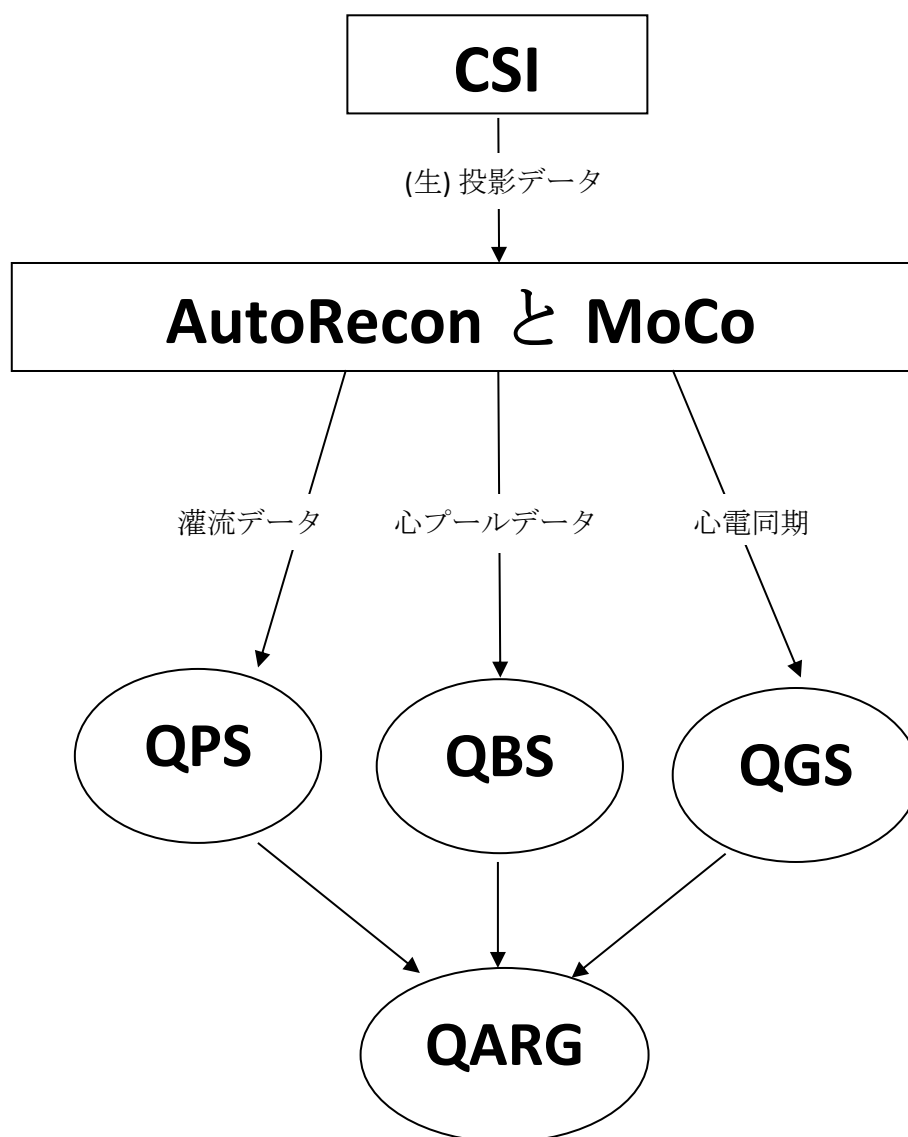 CSI
(生) 投影データ
AutoRecon と MoCo
灌流データ
心プールデータ
心電同期
QPS
QBS
QGS
QARG